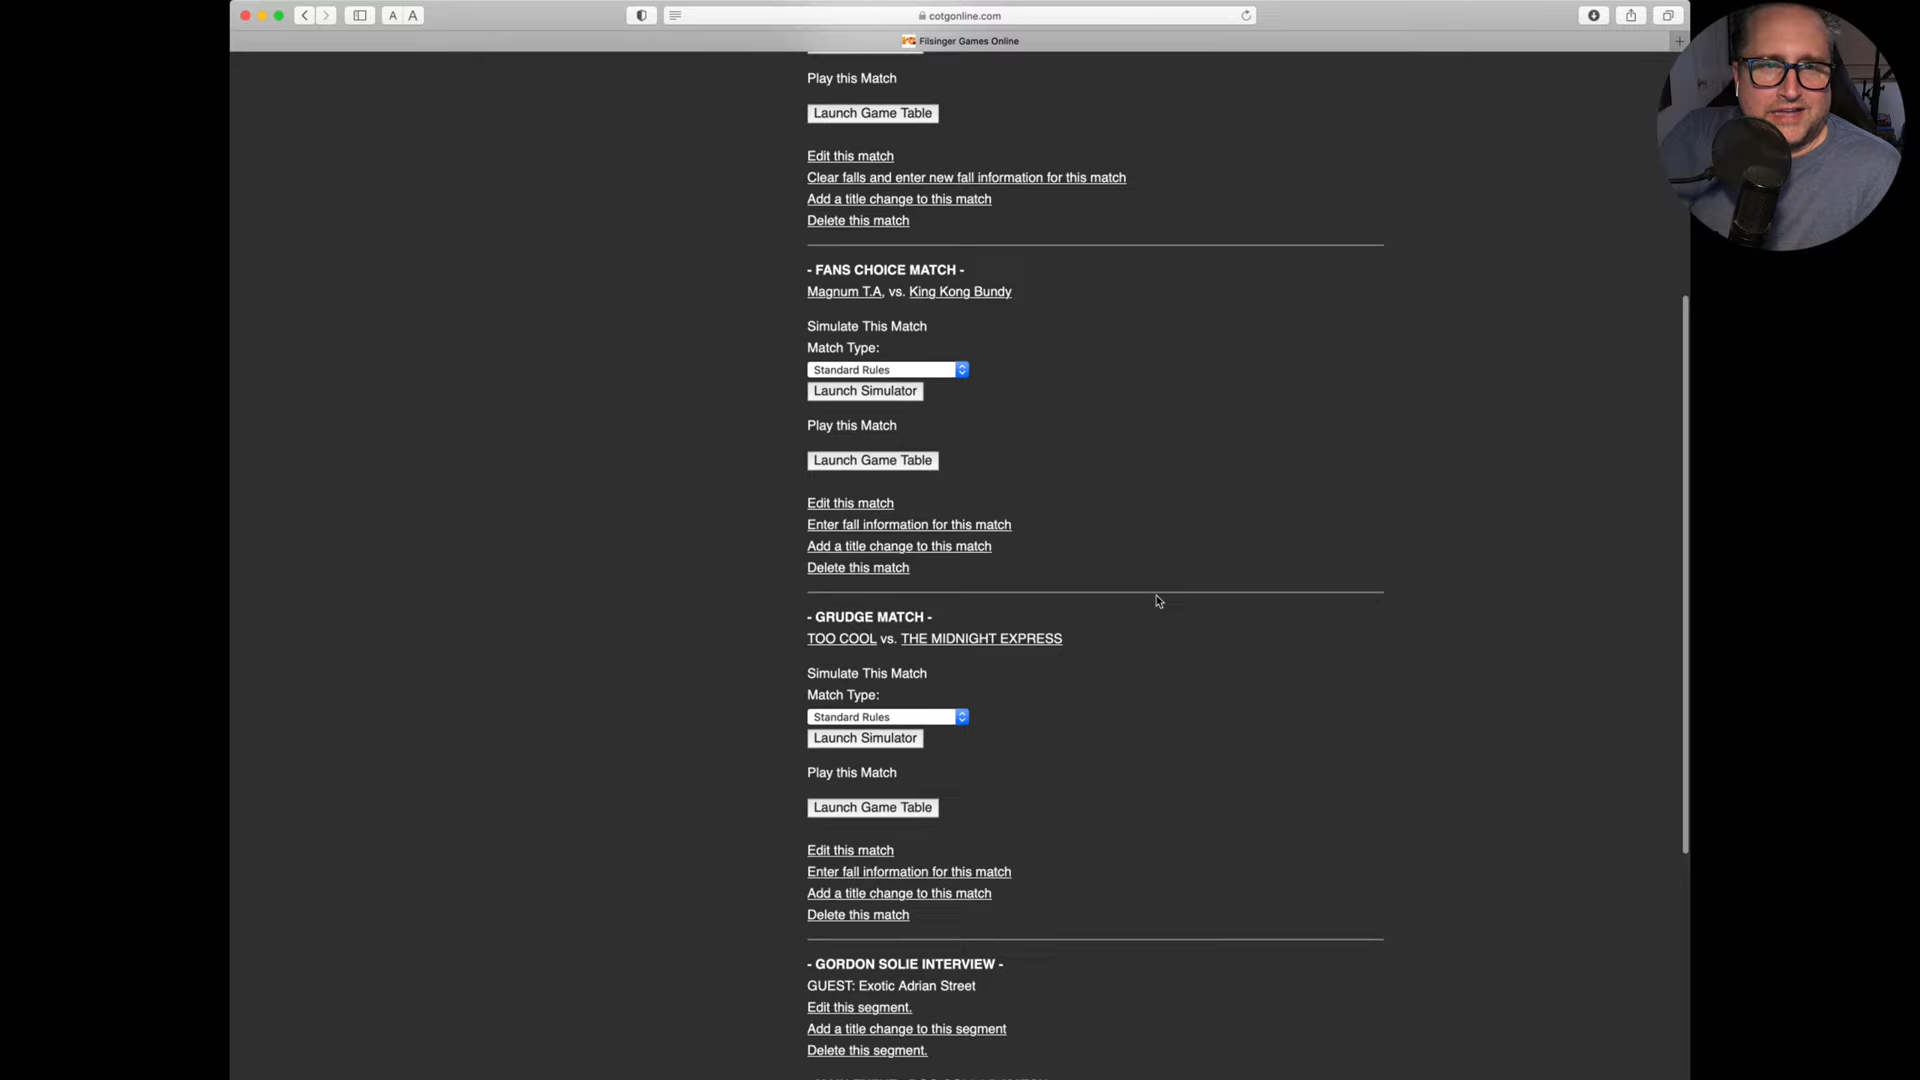 A A
cotgonline.com
Filsinger Games Online
Play this Match
Launch Game Table
Edit this match
Clear falls and enter new fall information for this match
Add a title change to this match
Delete this match
- FANS CHOICE MATCH -
Magnum T.A, vs. King Kong Bundy
Simulate This Match
Match Type:
Standard Rules
Launch Simulator
Play this Match
Launch Game Table
Edit this match
Enter fall information for this match
Add a title change to this match
Delete this match
- GRUDGE MATCH -
TOO COOL vs. THE MIDNIGHT EXPRESS
Simulate This Match
Match Type:
Standard Rules
Launch Simulator
Play this Match
Launch Game Table
Edit this match
Enter fall information for this match
Add a title change to this match
Delete this match
- GORDON SOLIE INTERVIEW -
GUEST: Exotic Adrian Street
Edit this segment.
Add a title change to this segment
Delete this segment.